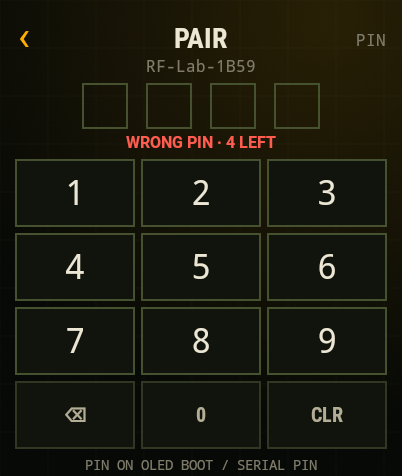 ‹ PAIR PIN
RF-Lab-1B59
WRONG PIN · 4 LEFT
1 2 3
4 5 6
7 8 9
⌫ 0 CLR
PIN ON OLED BOOT / SERIAL PIN